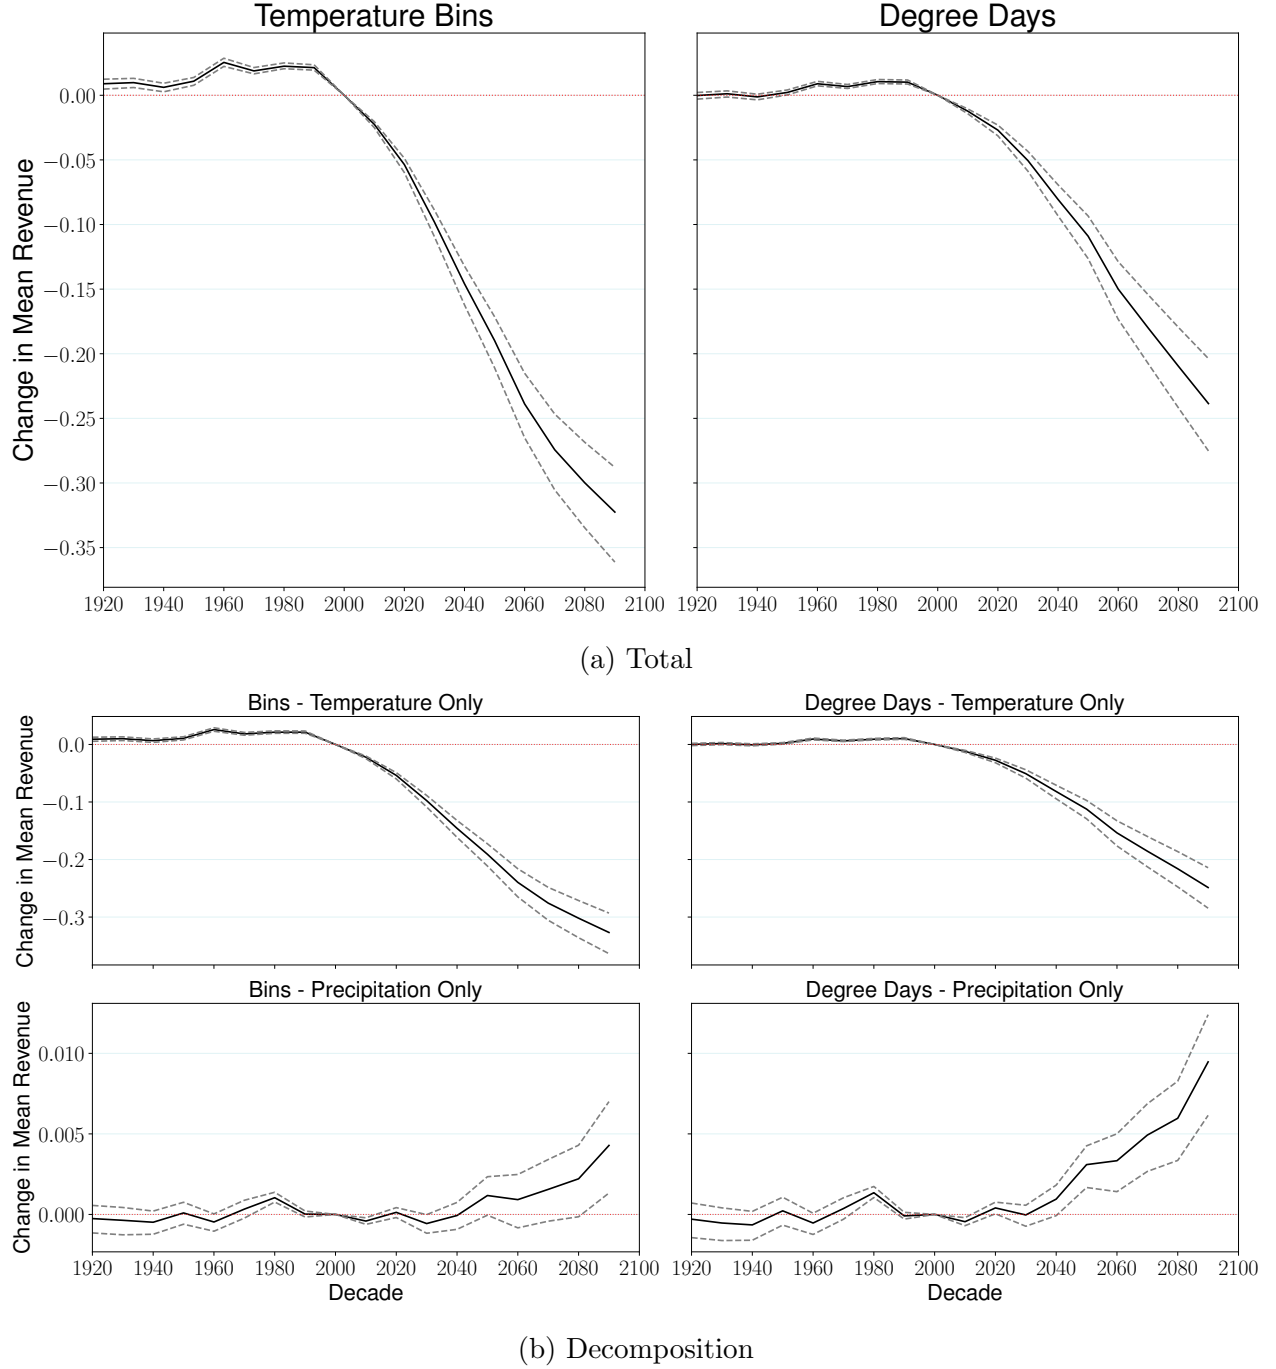 Temperature Bins Degree Days
Change in Mean Revenue
0.00
−0.05
−0.10
−0.15
−0.20
−0.25
−0.30
−0.35
1920 1940 1960 1980 2000 2020 2040 2060 2080 2100 1920 1940 1960 1980 2000 2020 2040 2060 2080 2100
(a) Total
Bins - Temperature Only Degree Days - Temperature Only
Change in Mean Revenue
0.0
−0.1
−0.2
−0.3
Bins - Precipitation Only Degree Days - Precipitation Only
Change in Mean Revenue
0.010
0.005
0.000
1920 1940 1960 1980 2000 2020 2040 2060 2080 2100 1920 1940 1960 1980 2000 2020 2040 2060 2080 2100
Decade Decade
(b) Decomposition